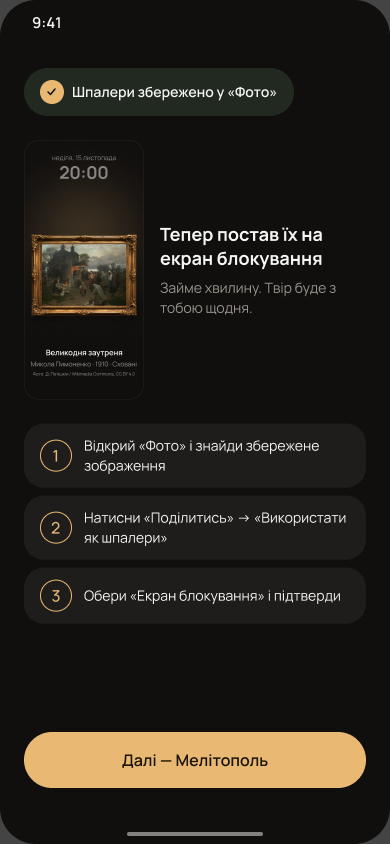 9:41
Шпалери збережено у «Фото»
неділя, 15 листопада
20:00
Великодня заутреня
Микола Пимоненко · 1910 · Сховані
Тепер постав їх на
екран блокування
Займе хвилину. Твір буде з
тобою щодня.
1
Відкрий «Фото» і знайди збережене
зображення
2
Натисни «Поділитись» → «Використати
як шпалери»
3
Обери «Екран блокування» і підтверди
Далі — Мелітополь